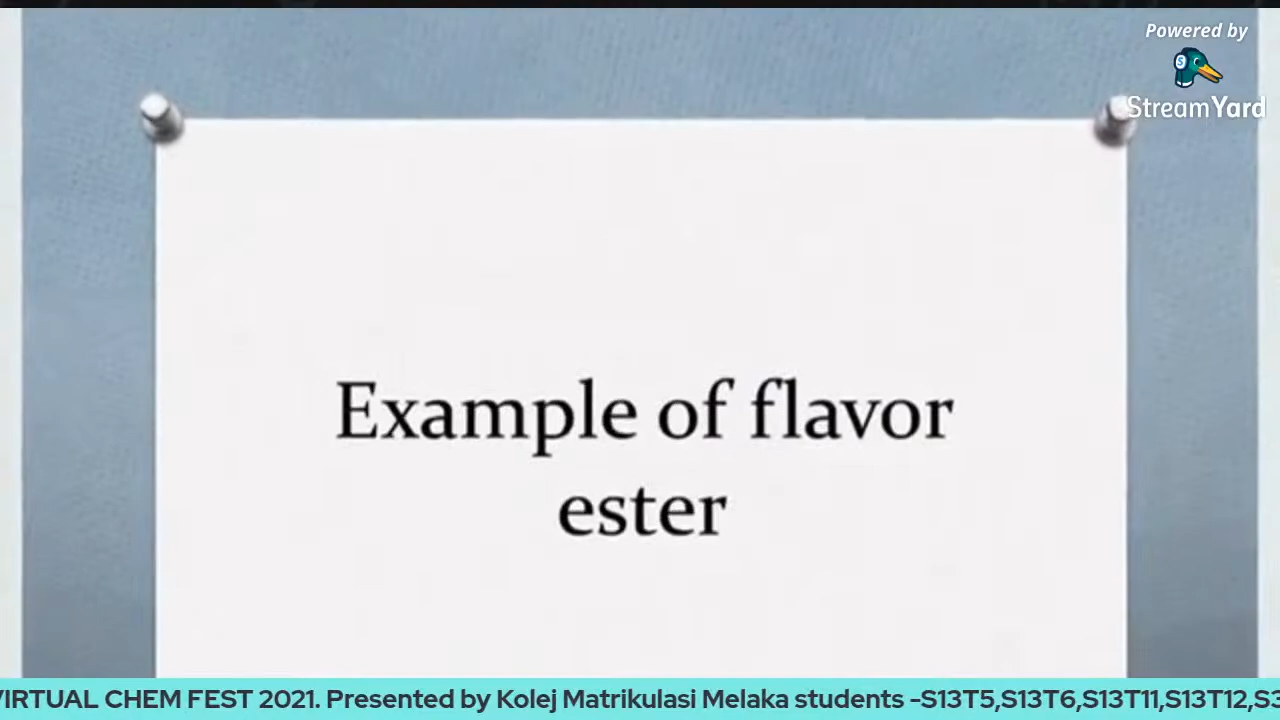 Powered by
StreamYard
Example of flavor
ester
VIRTUAL CHEM FEST 2021. Presented by Kolej Matrikulasi Melaka students -S13T5,S13T6,S13T11,S13T12,S3